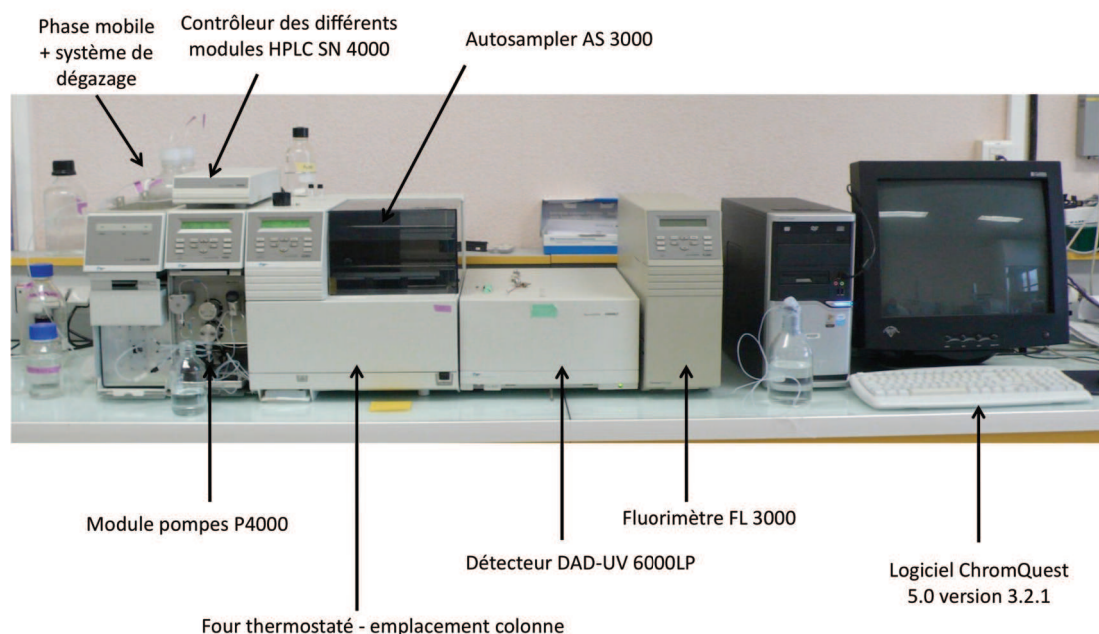 Phase mobile
+ système de
dégazage
Contrôleur des différents
modules HPLC SN 4000
Autosampler AS 3000
Module pompes P4000
Fluorimètre FL 3000
Détecteur DAD-UV 6000LP
Logiciel ChromQuest
5.0 version 3.2.1
Four thermostaté - emplacement colonne